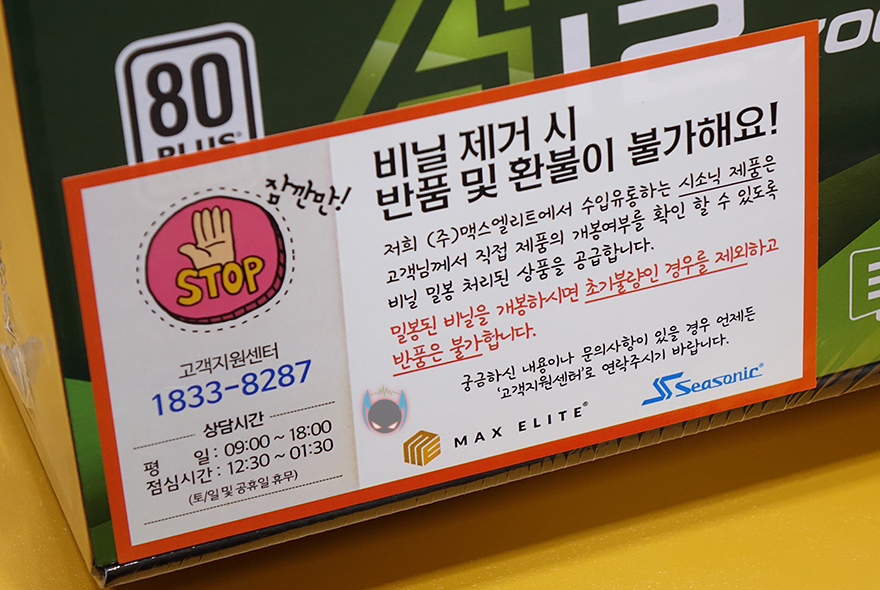 80
PLUS
700
잠깐만!
STOP
고객지원센터
1833-8287
상담시간
평 일 : 09:00 ~ 18:00
점심시간 : 12:30 ~ 01:30
(토/일 및 공휴일 휴무)
비닐 제거 시
반품 및 환불이 불가해요!
저희 (주)맥스엘리트에서 수입유통하는 시소닉 제품은
고객님께서 직접 제품의 개봉여부를 확인 할 수 있도록
비닐 밀봉 처리된 상품을 공급합니다.
밀봉된 비닐을 개봉하시면 초기불량인 경우를 제외하고
반품은 불가합니다.
궁금하신 내용이나 문의사항이 있을 경우 언제든
'고객지원센터'로 연락주시기 바랍니다.
MAX ELITE®
Seasonic®